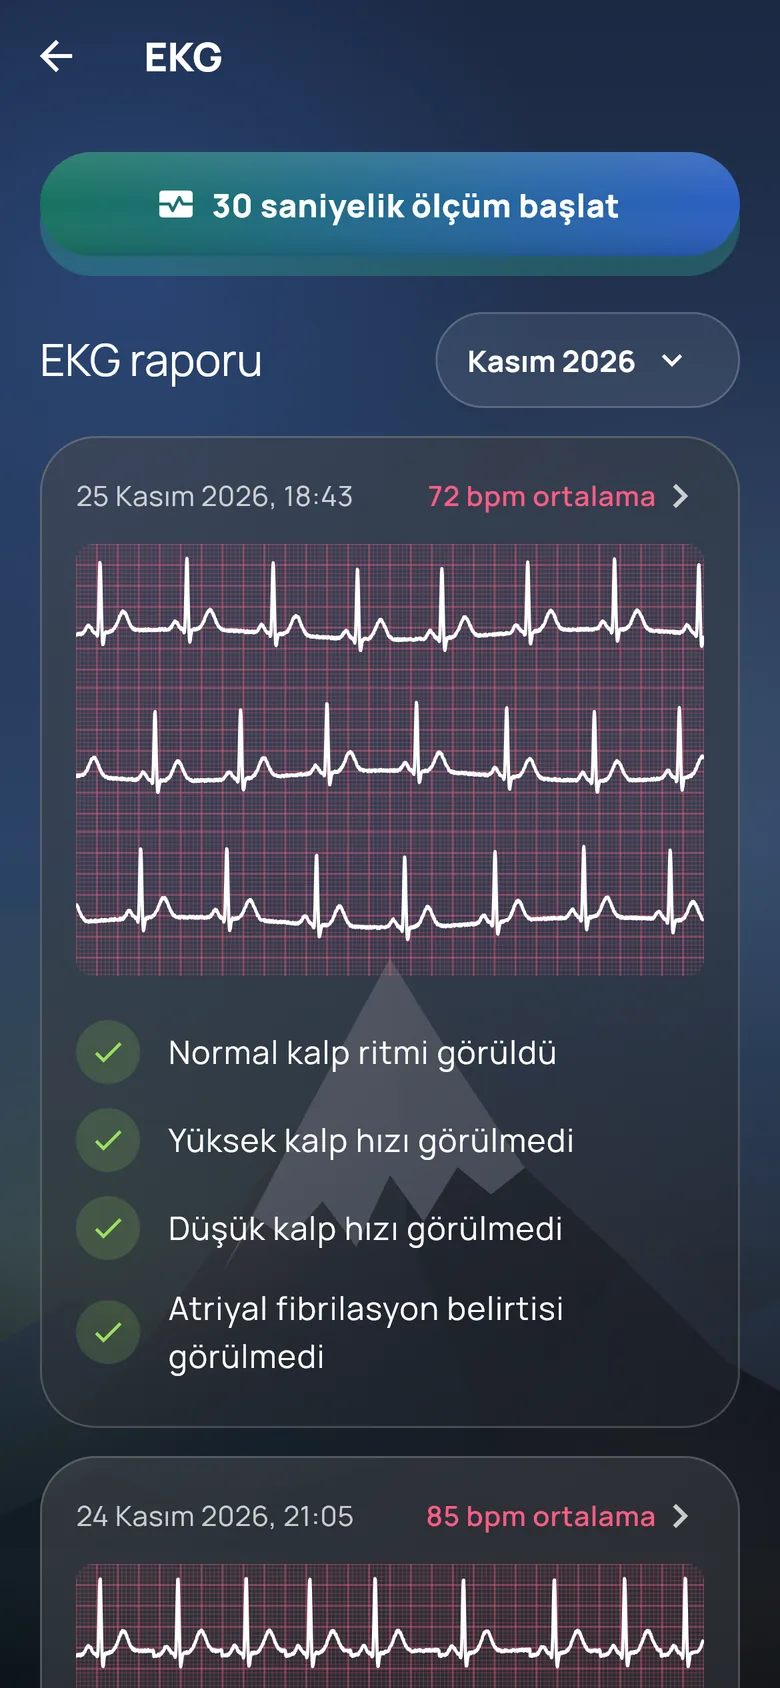 EKG
30 saniyelik ölçüm başlat
EKG raporu
Kasım 2026
25 Kasım 2026, 18:43
72 bpm ortalama
Normal kalp ritmi görüldü
Yüksek kalp hızı görülmedi
Düşük kalp hızı görülmedi
Atriyal fibrilasyon belirtisi
görülmedi
24 Kasım 2026, 21:05
85 bpm ortalama